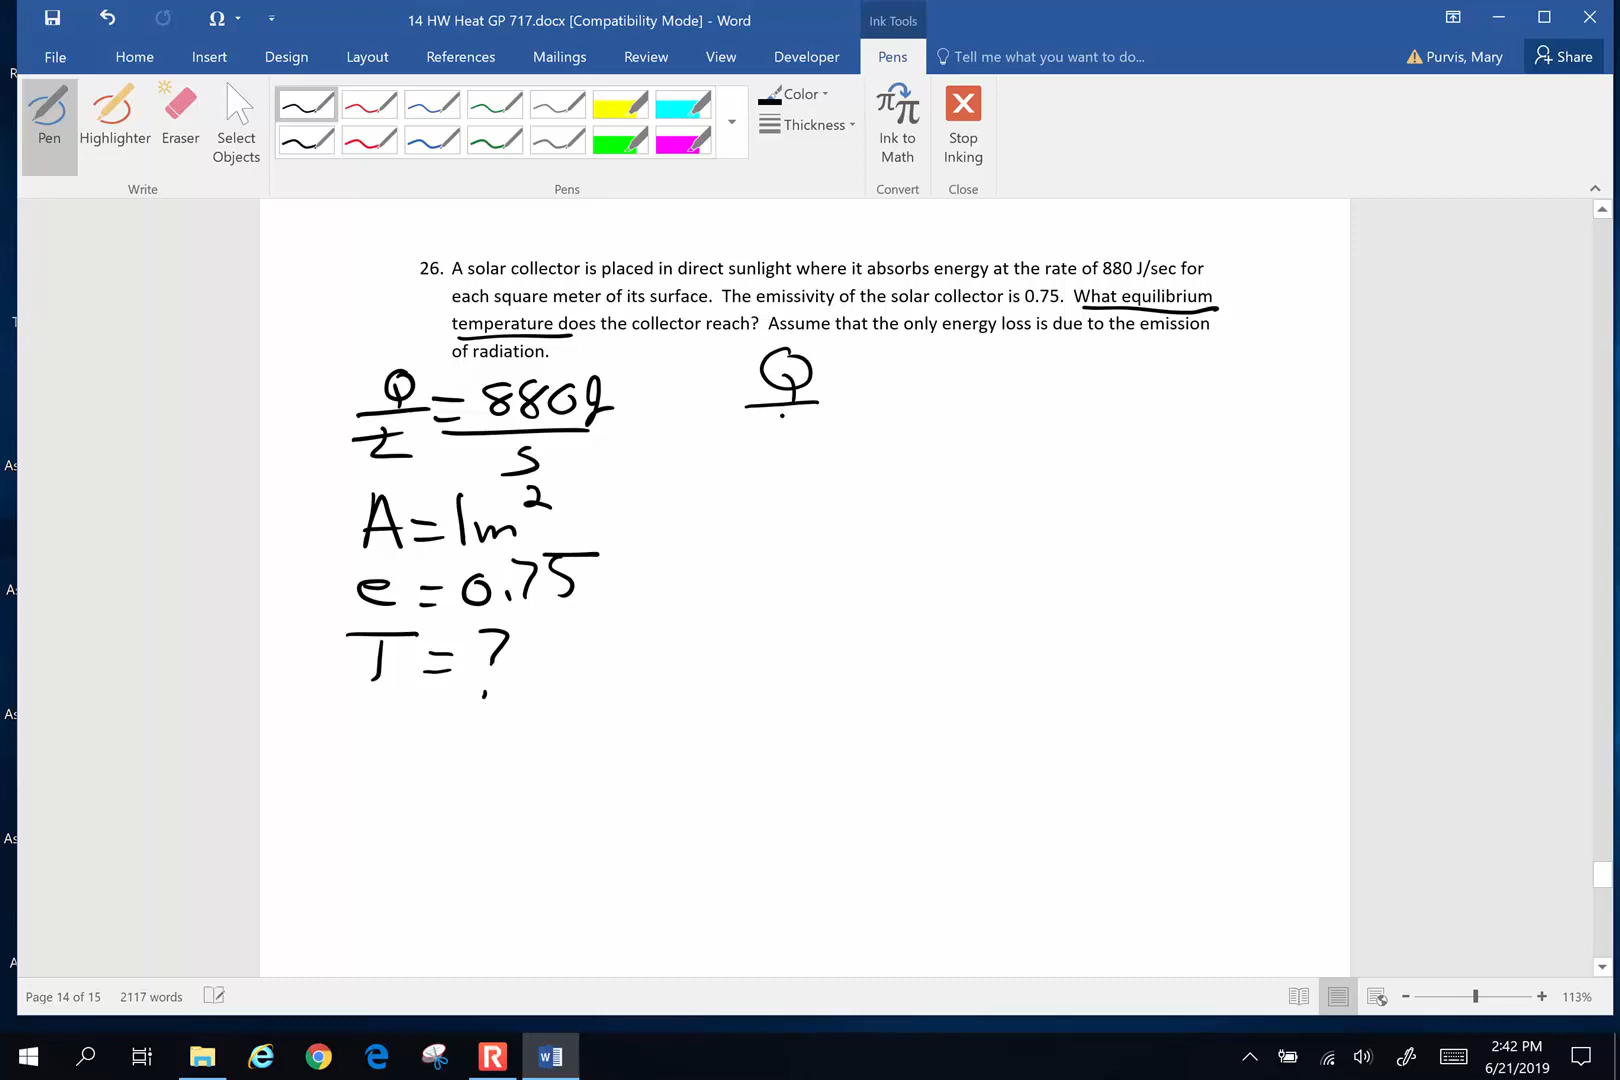 14 HW Heat GP 717.docx [Compatibility Mode] - Word
Ink Tools
File Home Insert Design Layout References Mailings Review View Developer Pens Tell me what you want to do... Purvis, Mary Share
Pen Highlighter Eraser Select Objects
Color
Thickness
Ink to Math
Stop Inking
Write Pens Convert Close
26. A solar collector is placed in direct sunlight where it absorbs energy at the rate of 880 J/sec for
each square meter of its surface. The emissivity of the solar collector is 0.75. What equilibrium
temperature does the collector reach? Assume that the only energy loss is due to the emission
of radiation.
Q/t = 880 J/s
Q
A = 1m²
e = 0.75
T = ?
As
As
As
As
Page 14 of 15 2117 words 113%
2:42 PM
6/21/2019